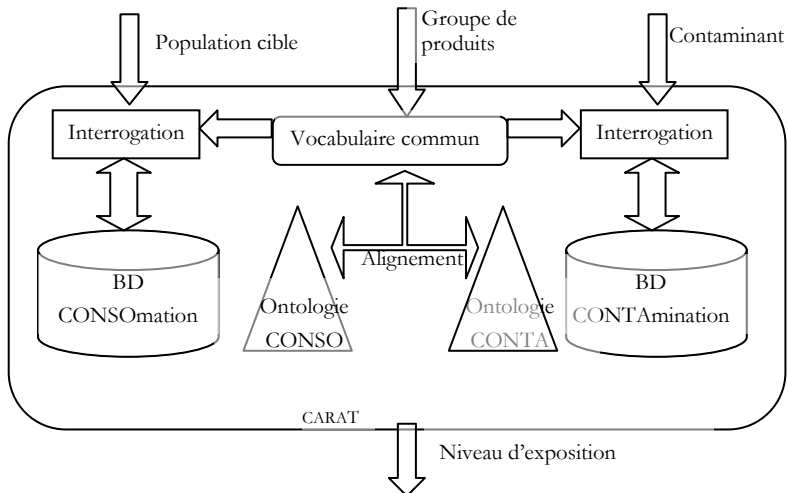 Population cible
Groupe de
produits
Contaminant
Interrogation
Vocabulaire commun
Interrogation
Alignement
BD
CONSOmation
Ontologie
CONSO
Ontologie
CONTA
BD
CONTAmination
CARAT
Niveau d'exposition